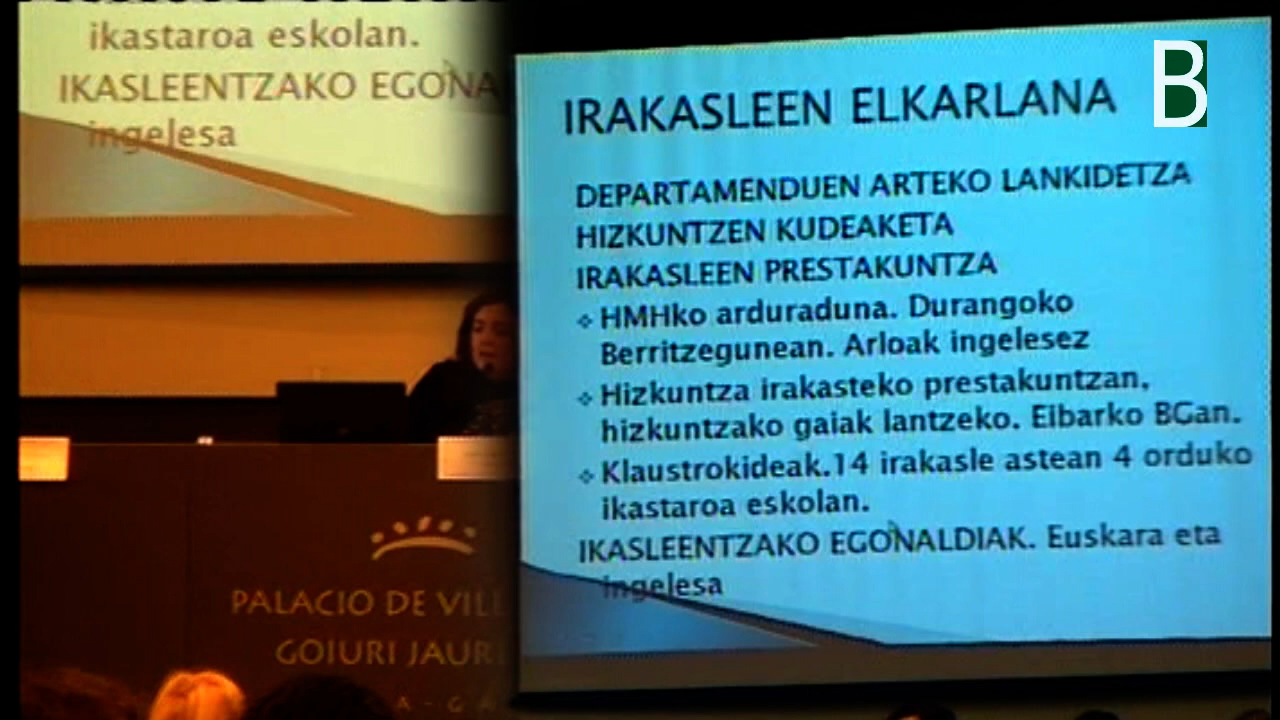 ikastaroa eskolan.
IKASLEENTZAKO EGONA
ingelesa
B
IRAKASLEEN ELKARLANA
DEPARTAMENDUEN ARTEKO LANKIDETZA
HIZKUNTZEN KUDEAKETA
IRAKASLEEN PRESTAKUNTZA
HMHko arduraduna. Durangoko
Berritzegunean. Arloak ingelesez
Hizkuntza irakasteko prestakuntzan,
hizkuntzako gaiak lantzeko. Eibarko BGan.
Klaustrokideak.14 irakasle astean 4 orduko
ikastaroa eskolan.
IKASLEENTZAKO EGONALDIAK. Euskara eta
ingelesa
PALACIO DE VILL
GOIURI JAUR
A - G A